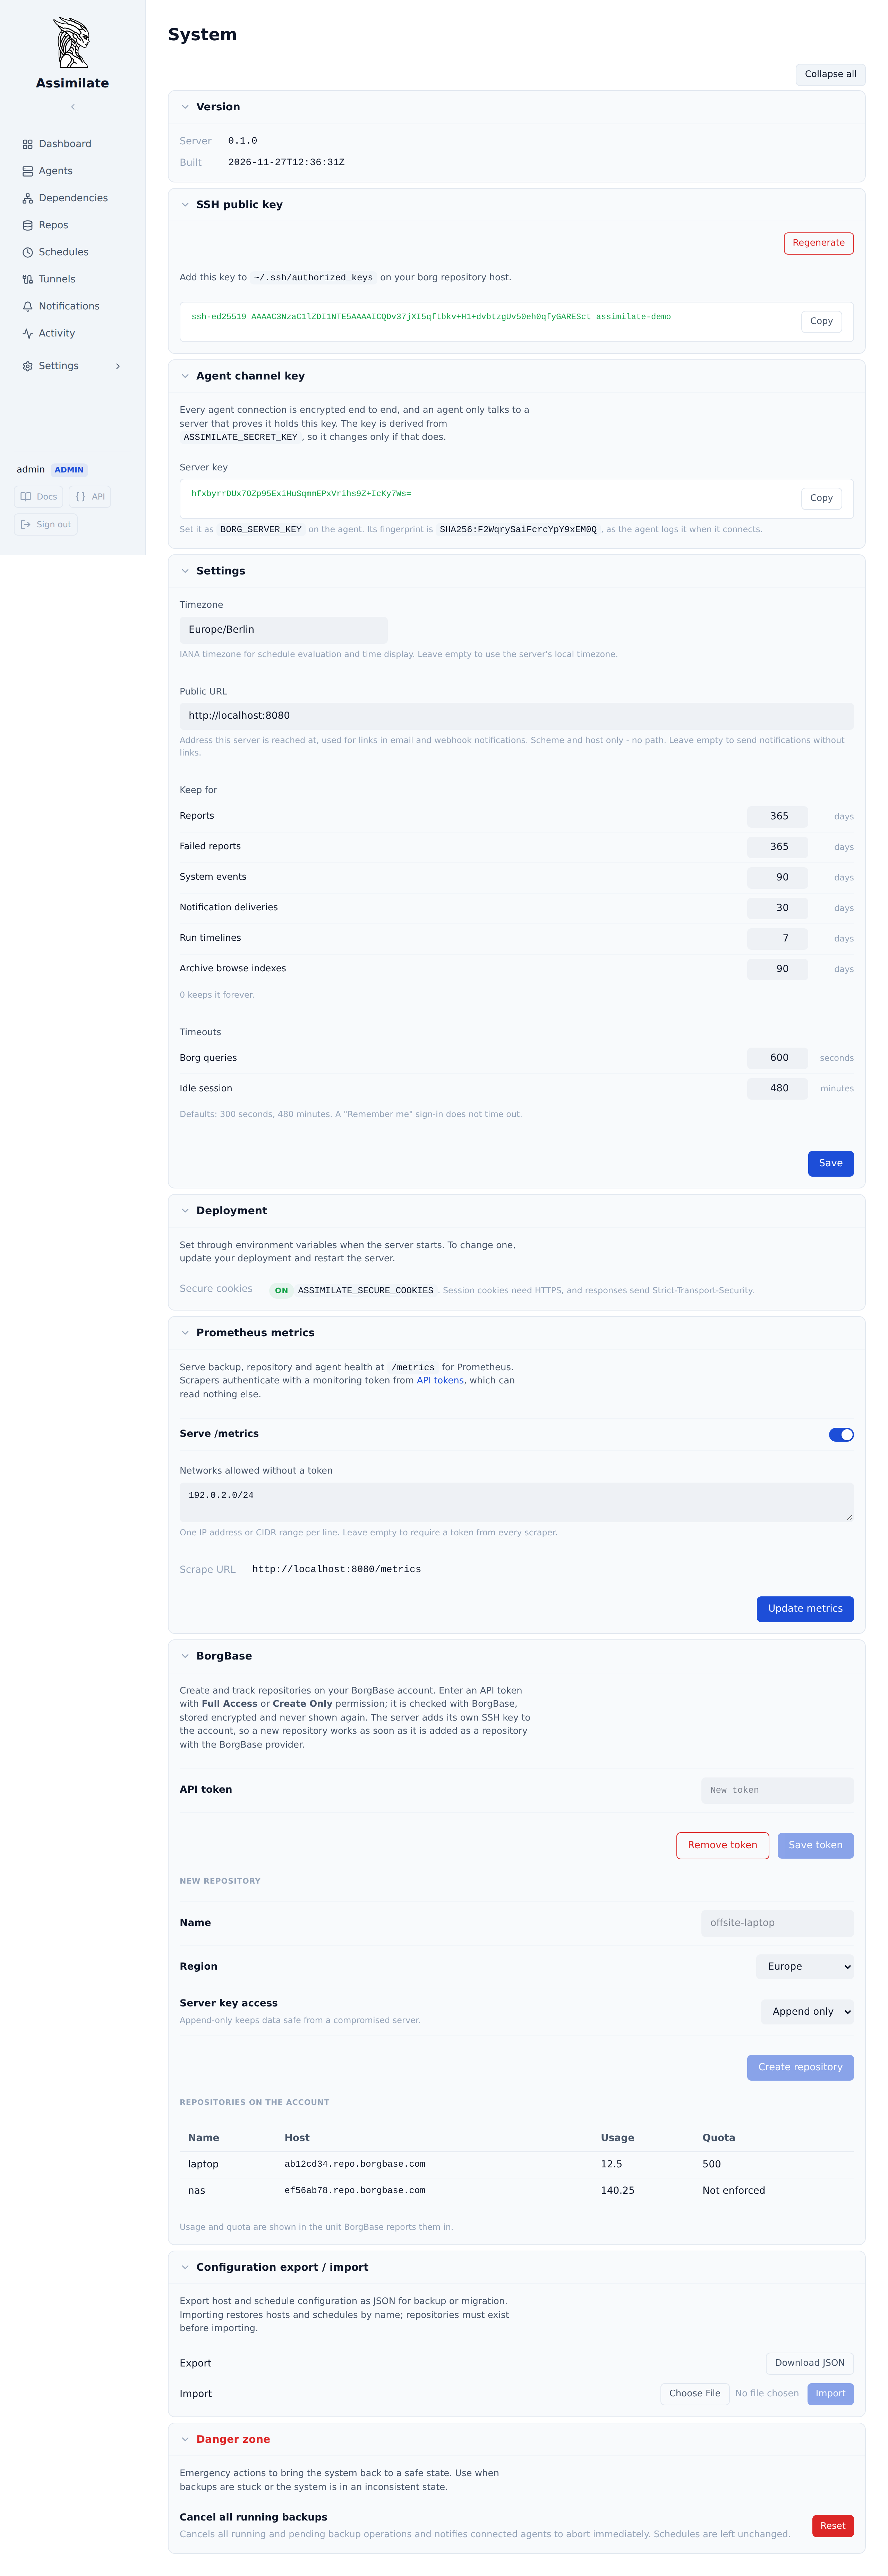 Assimilate
Dashboard
Agents
Dependencies
Repos
Schedules
Tunnels
Notifications
Activity
Settings
admin ADMIN
Docs
{ } API
Sign out
System
Collapse all
Version
Server 0.1.0
Built 2026-11-27T12:36:31Z
SSH public key
Regenerate
Add this key to ~/.ssh/authorized_keys on your borg repository host.
ssh-ed25519 AAAAC3NzaC1lZDI1NTE5AAAAICQDv37jXI5qftbkv+H1+dvbtzgUv50eh0qfyGARESct assimilate-demo
Copy
Agent channel key
Every agent connection is encrypted end to end, and an agent only talks to a
server that proves it holds this key. The key is derived from
ASSIMILATE_SECRET_KEY , so it changes only if that does.
Server key
hfxbyrrDUx7OZp95ExiHuSqmmEPxVrihs9Z+IcKy7Ws=
Copy
Set it as BORG_SERVER_KEY on the agent. Its fingerprint is SHA256:F2WqrySaiFcrcYpY9xEM0Q , as the agent logs it when it connects.
Settings
Timezone
Europe/Berlin
IANA timezone for schedule evaluation and time display. Leave empty to use the server's local timezone.
Public URL
http://localhost:8080
Address this server is reached at, used for links in email and webhook notifications. Scheme and host only - no path. Leave empty to send notifications without
links.
Keep for
Reports 365 days
Failed reports 365 days
System events 90 days
Notification deliveries 30 days
Run timelines 7 days
Archive browse indexes 90 days
0 keeps it forever.
Timeouts
Borg queries 600 seconds
Idle session 480 minutes
Defaults: 300 seconds, 480 minutes. A "Remember me" sign-in does not time out.
Save
Deployment
Set through environment variables when the server starts. To change one,
update your deployment and restart the server.
Secure cookies ON ASSIMILATE_SECURE_COOKIES . Session cookies need HTTPS, and responses send Strict-Transport-Security.
Prometheus metrics
Serve backup, repository and agent health at /metrics for Prometheus.
Scrapers authenticate with a monitoring token from API tokens, which can
read nothing else.
Serve /metrics
Networks allowed without a token
192.0.2.0/24
One IP address or CIDR range per line. Leave empty to require a token from every scraper.
Scrape URL http://localhost:8080/metrics
Update metrics
BorgBase
Create and track repositories on your BorgBase account. Enter an API token
with Full Access or Create Only permission; it is checked with BorgBase,
stored encrypted and never shown again. The server adds its own SSH key to
the account, so a new repository works as soon as it is added as a repository
with the BorgBase provider.
API token New token
Remove token Save token
NEW REPOSITORY
Name offsite-laptop
Region Europe
Server key access Append only
Append-only keeps data safe from a compromised server.
Create repository
REPOSITORIES ON THE ACCOUNT
Name Host Usage Quota
laptop ab12cd34.repo.borgbase.com 12.5 500
nas ef56ab78.repo.borgbase.com 140.25 Not enforced
Usage and quota are shown in the unit BorgBase reports them in.
Configuration export / import
Export host and schedule configuration as JSON for backup or migration.
Importing restores hosts and schedules by name; repositories must exist
before importing.
Export Download JSON
Import Choose File No file chosen Import
Danger zone
Emergency actions to bring the system back to a safe state. Use when
backups are stuck or the system is in an inconsistent state.
Cancel all running backups
Cancels all running and pending backup operations and notifies connected agents to abort immediately. Schedules are left unchanged.
Reset